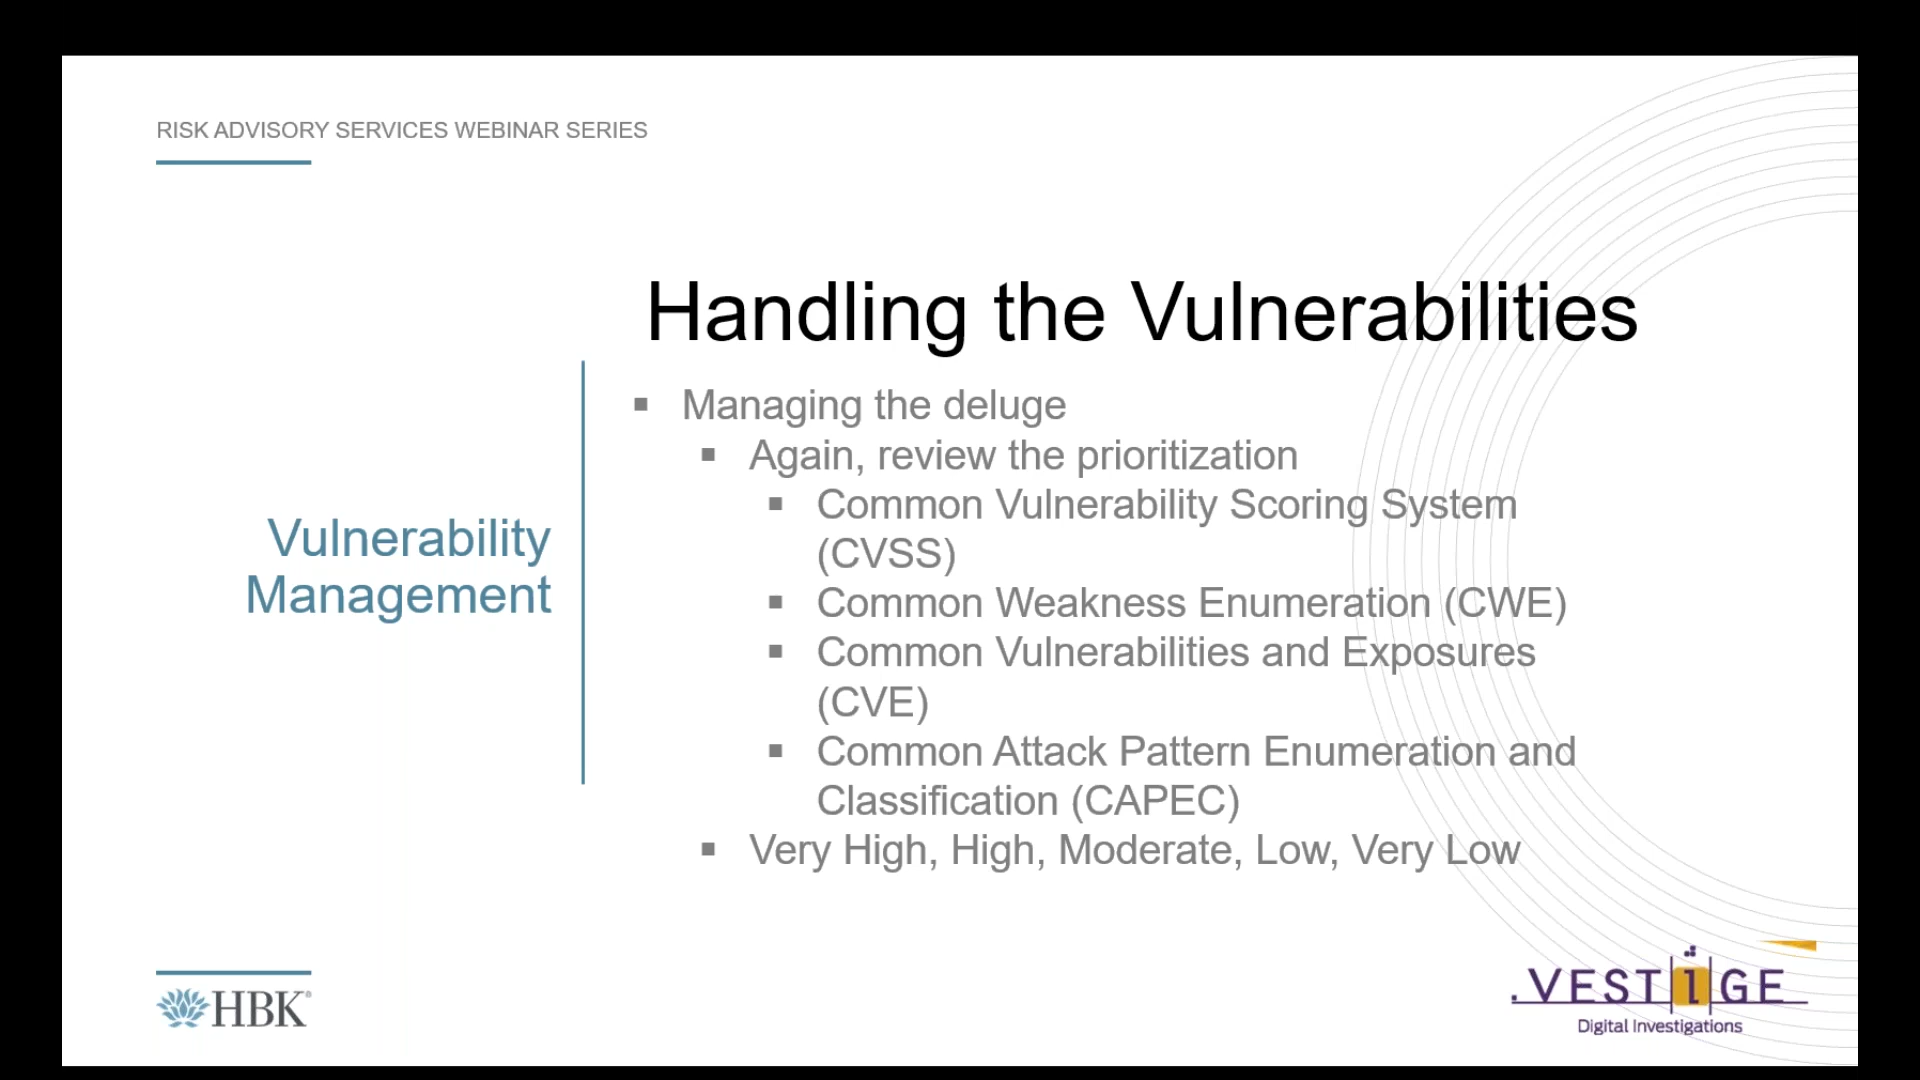 RISK ADVISORY SERVICES WEBINAR SERIES
Handling the Vulnerabilities
Vulnerability
Management
▪ Managing the deluge
▪ Again, review the prioritization
▪ Common Vulnerability Scoring System
(CVSS)
▪ Common Weakness Enumeration (CWE)
▪ Common Vulnerabilities and Exposures
(CVE)
▪ Common Attack Pattern Enumeration and
Classification (CAPEC)
▪ Very High, High, Moderate, Low, Very Low
HBK®
.VESTiGE
Digital Investigations